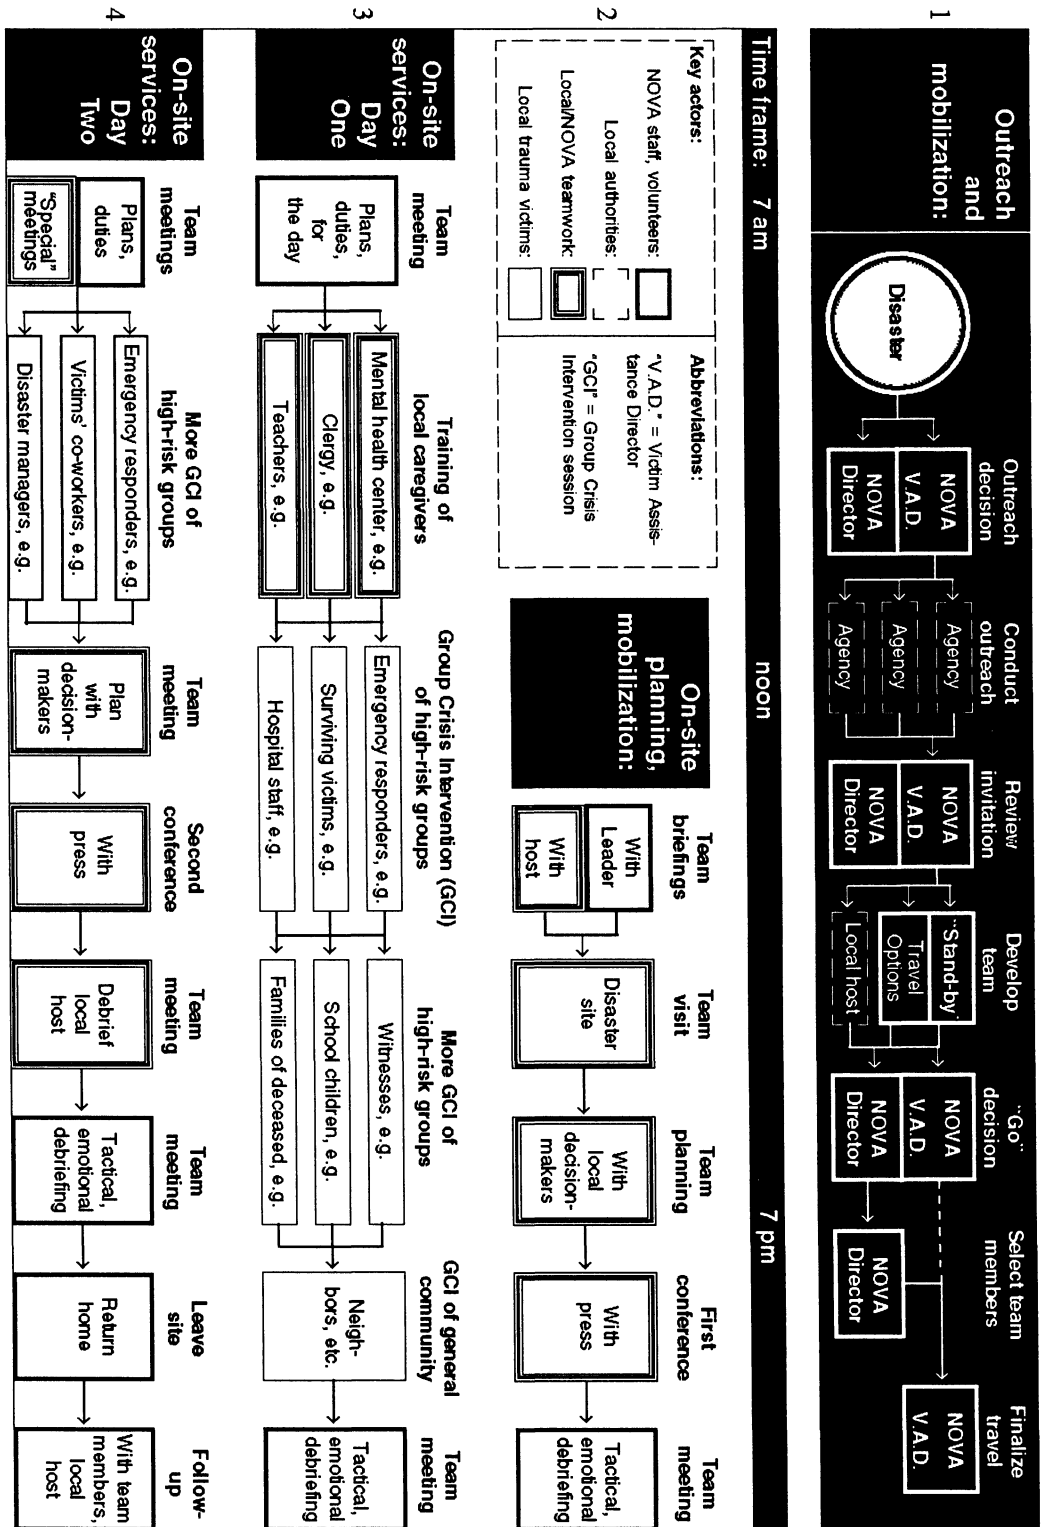 1
Outreach
and
mobilization:
Disaster
Outreach
decision
NOVA
V.A.D.
NOVA
Director
Conduct
outreach
Agency
Agency
Agency
Review
invitation
NOVA
V.A.D.
NOVA
Director
Develop
team
"Stand-by"
Travel
Options
Local host
"Go"
decision
NOVA
V.A.D.
NOVA
Director
Select team
members
NOVA
Director
Finalize
travel
NOVA
V.A.D.
Time frame: 7 am
noon
7 pm
2
Key actors:
NOVA staff, volunteers:
Local authorities:
Local/NOVA teamwork:
Local trauma victims:
Abbreviations:
"V.A.D." = Victim Assis-
tance Director
"GCI" = Group Crisis
Intervention session
On-site
planning,
mobilization:
Team
briefings
With
Leader
With
host
Team
visit
Disaster
site
Team
planning
With
local
decision-
makers
First
conference
With
press
Team
meeting
Tactical,
emotional
debriefing
3
On-site
services:
Day
One
Team
meeting
Plans,
duties,
for
the day
Training of
local caregivers
Mental health center, e.g.
Clergy, e.g.
Teachers, e.g.
Group Crisis Intervention (GCI)
of high-risk groups
Emergency responders, e.g.
Surviving victims, e.g.
Hospital staff, e.g.
More GCI of
high-risk groups
Witnesses, e.g.
School children, e.g.
Families of deceased, e.g.
GCI of general
community
Neigh-
bors, etc.
Team
meeting
Tactical,
emotional
debriefing
4
On-site
services:
Day
Two
Team
meetings
Plans,
duties
"Special"
meetings
More GCI of
high-risk groups
Emergency responders, e.g.
Victims' co-workers, e.g.
Disaster managers, e.g.
Team
meeting
Plan
with
decision-
makers
Second
conference
With
press
Team
meeting
Debrief
local
host
Team
meeting
Tactical,
emotional
debriefing
Leave
site
Return
home
Follow-
up
With team
members,
local
host